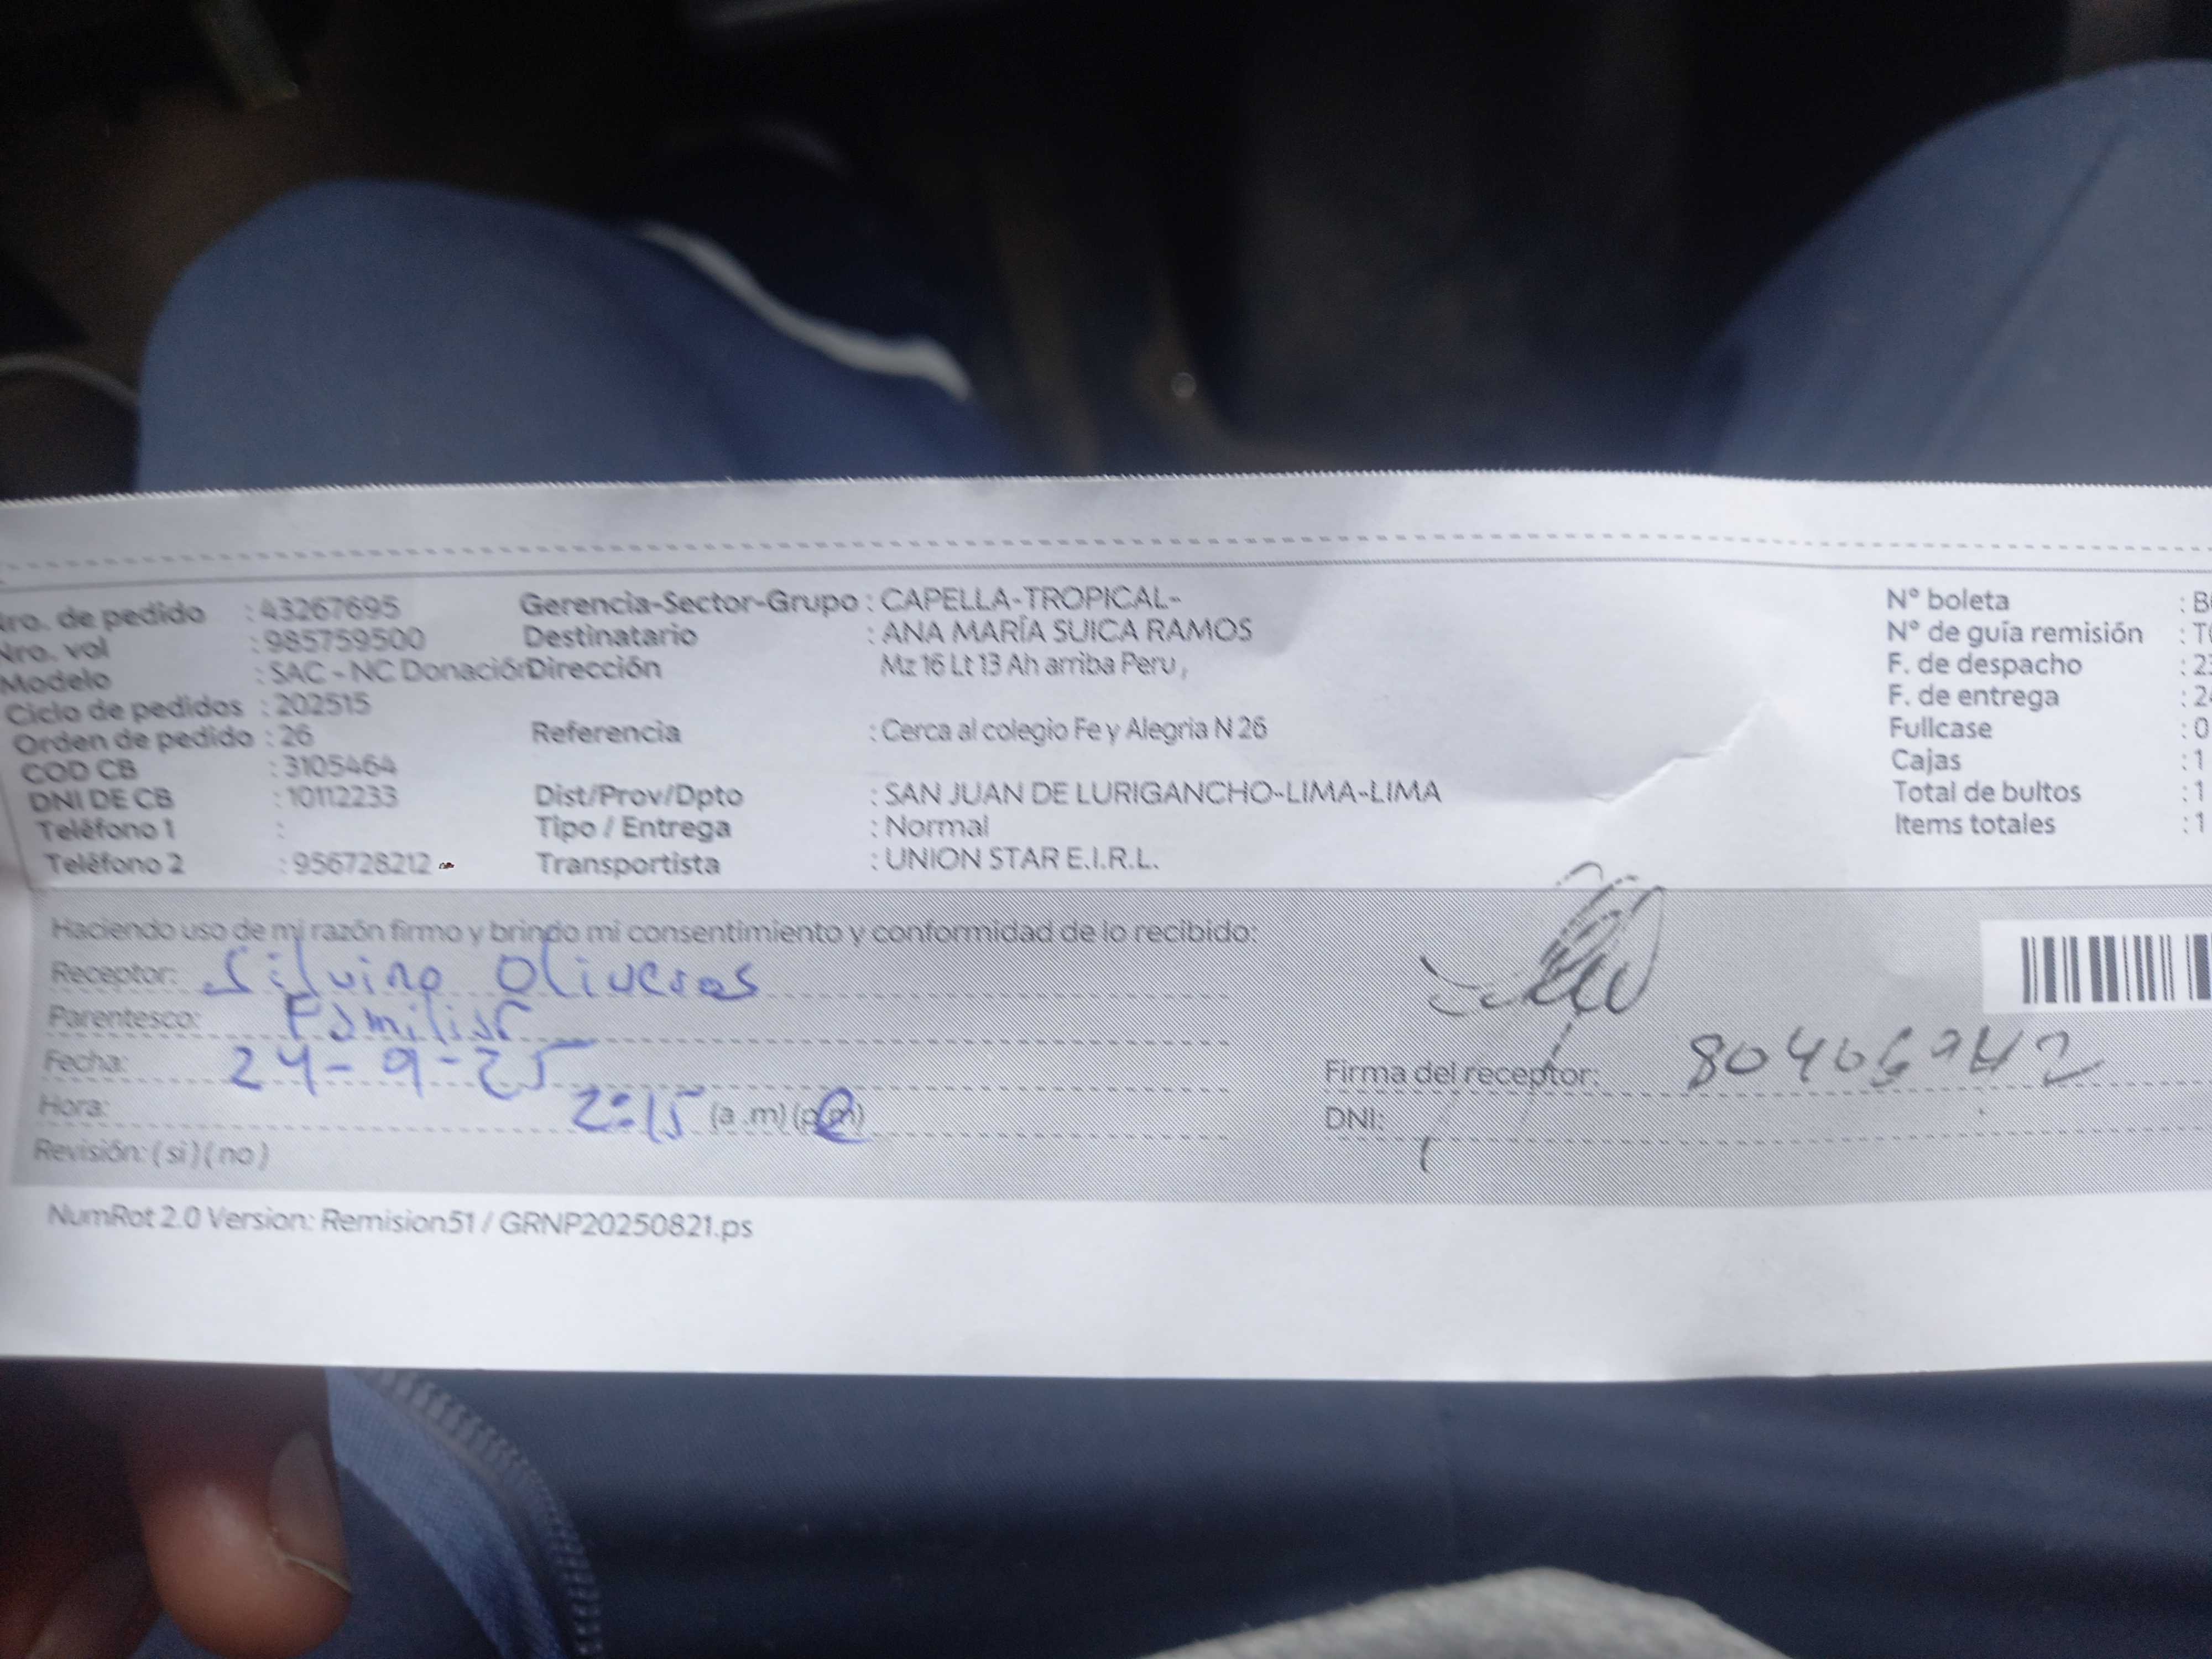 Nro. de pedido : 43267695 Gerencia-Sector-Grupo : CAPELLA-TROPICAL- N° boleta : B
Nro. vol : 985759500 Destinatario : ANA MARÍA SUICA RAMOS N° de guía remisión : T
Modelo : SAC - NC Donación Dirección Mz 16 Lt 13 Ah arriba Peru , F. de despacho : 2
Ciclo de pedidos : 202515 F. de entrega : 2
Orden de pedido : 26 Referencia : Cerca al colegio Fe y Alegria N 26 Fullcase : 0
COD CB : 3105464 Cajas : 1
DNI DE CB : 10112233 Dist/Prov/Dpto : SAN JUAN DE LURIGANCHO-LIMA-LIMA Total de bultos : 1
Teléfono 1 : Tipo / Entrega : Normal Items totales : 1
Teléfono 2 : 956728212 Transportista : UNION STAR E.I.R.L.
Haciendo uso de mi razón firmo y brindo mi consentimiento y conformidad de lo recibido:
Receptor: Silvino Oliveros
Parentesco: Familiar
Fecha: 24-9-25 Firma del receptor:
Hora: 2:15 (a .m) (p.m) DNI:
Revisión: ( si ) ( no )
NumRot 2.0 Version: Remision51 / GRNP20250821.ps